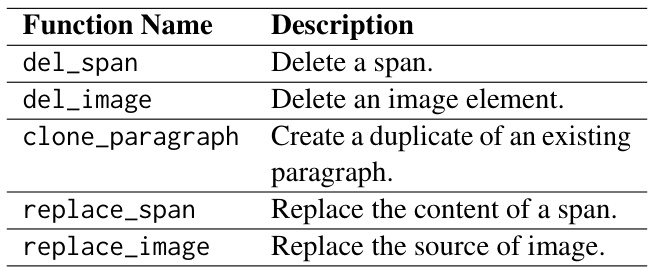 Function Name Description
del_span Delete a span.
del_image Delete an image element.
clone_paragraph Create a duplicate of an existing
paragraph.
replace_span Replace the content of a span.
replace_image Replace the source of image.